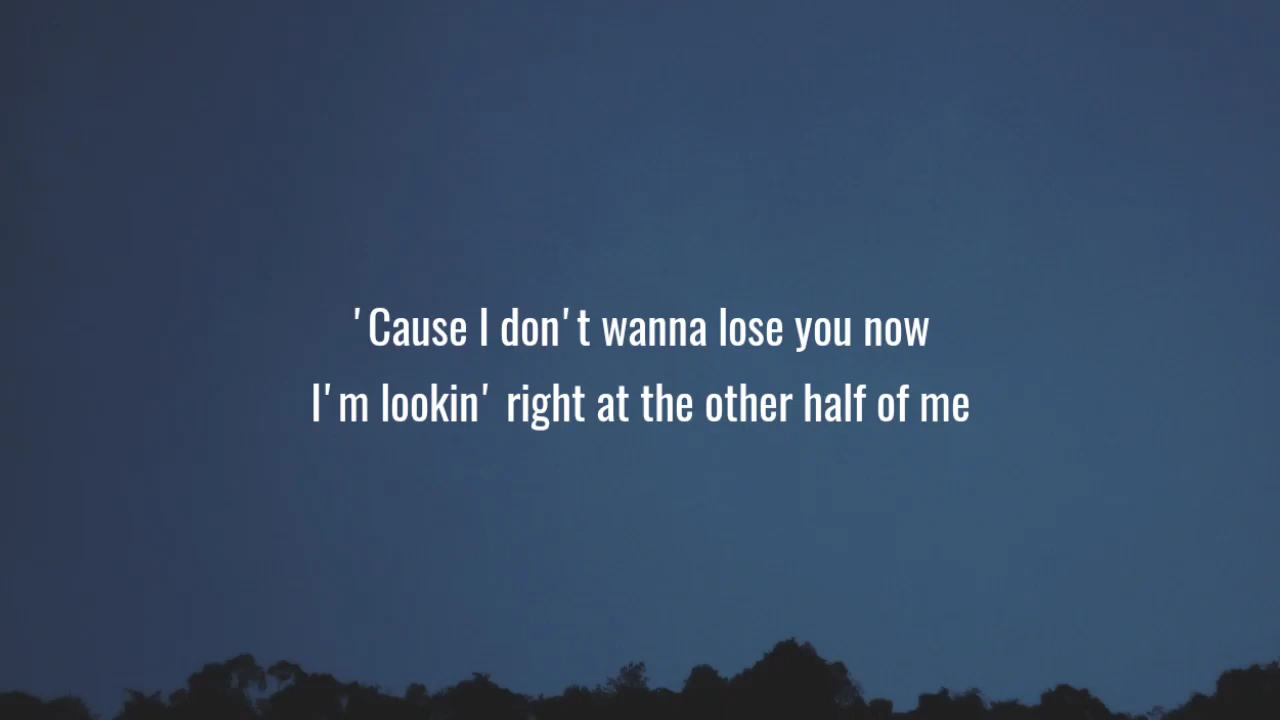 'Cause I don't wanna lose you now
I'm lookin' right at the other half of me